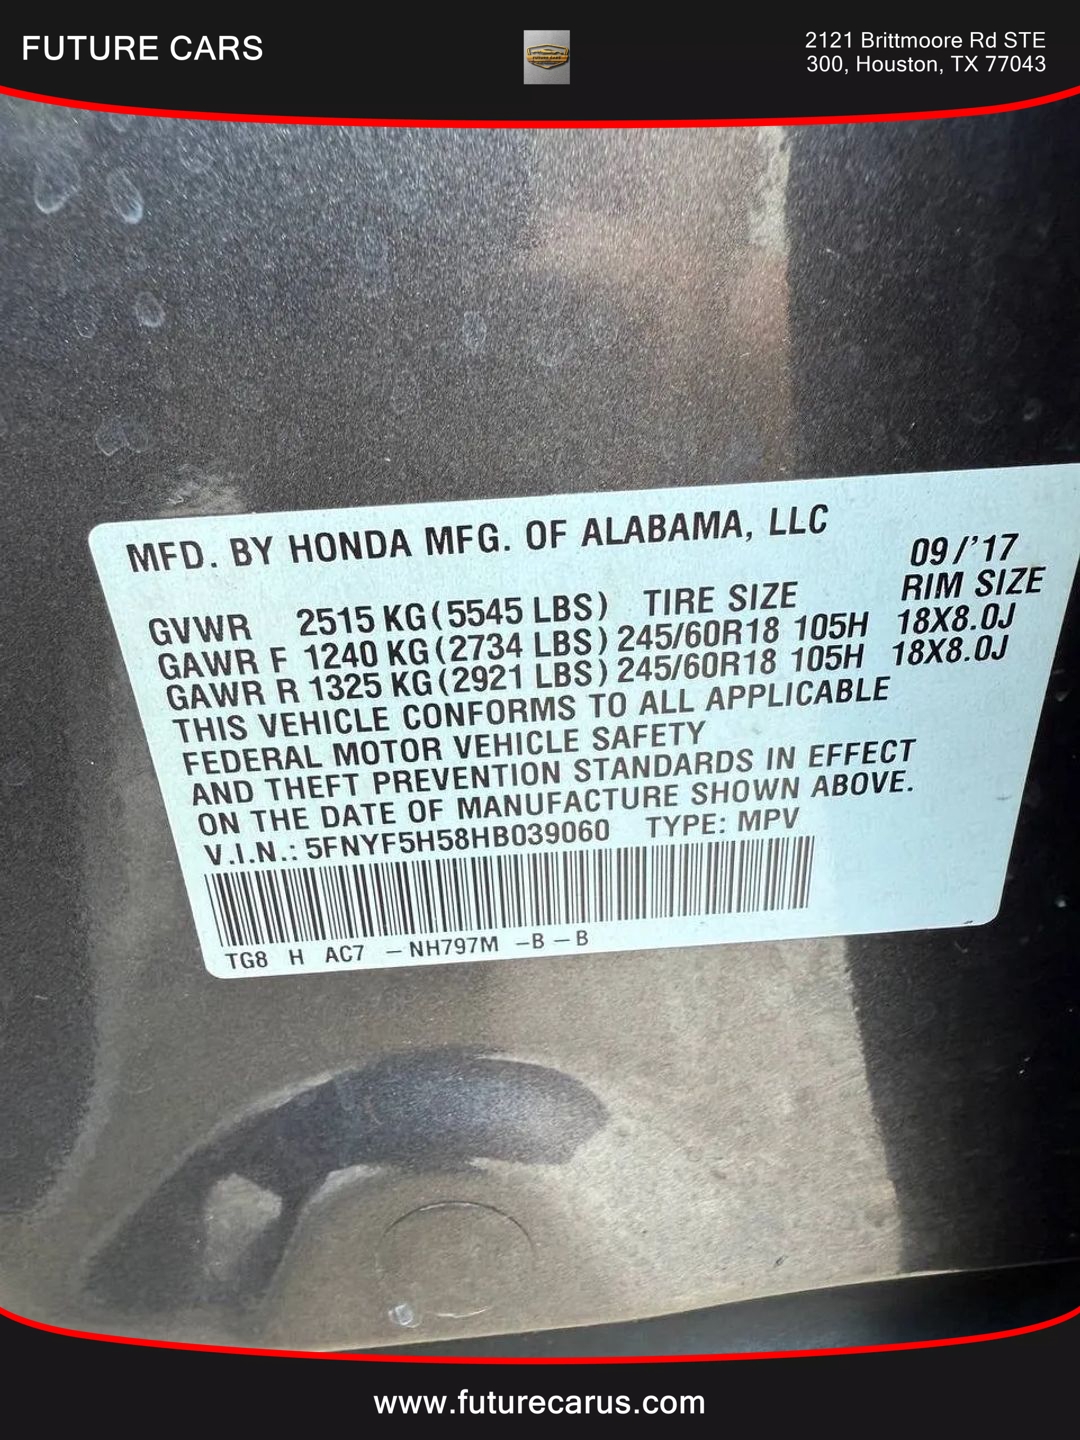 FUTURE CARS
2121 Brittmoore Rd STE
300, Houston, TX 77043
MFD. BY HONDA MFG. OF ALABAMA, LLC
09/'17
GVWR 2515 KG (5545 LBS) TIRE SIZE RIM SIZE
GAWR F 1240 KG (2734 LBS) 245/60R18 105H 18X8.0J
GAWR R 1325 KG (2921 LBS) 245/60R18 105H 18X8.0J
THIS VEHICLE CONFORMS TO ALL APPLICABLE
FEDERAL MOTOR VEHICLE SAFETY
AND THEFT PREVENTION STANDARDS IN EFFECT
ON THE DATE OF MANUFACTURE SHOWN ABOVE.
V.I.N.: 5FNYF5H58HB039060 TYPE: MPV
TG8 H AC7 -NH797M -B -B
www.futurecarus.com